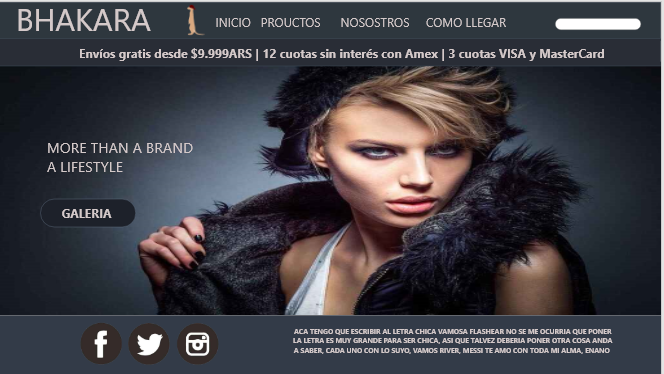 BHAKARA
INICIO PROUCTOS NOSOSTROS COMO LLEGAR
Envíos gratis desde $9.999ARS | 12 cuotas sin interés con Amex | 3 cuotas VISA y MasterCard
MORE THAN A BRAND
A LIFESTYLE
GALERIA
ACA TENGO QUE ESCRIBIR AL LETRA CHICA VAMOSA FLASHEAR NO SE ME OCURRIA QUE PONER
LA LETRA ES MUY GRANDE PARA SER CHICA, ASI QUE TALVEZ DEBERIA PONER OTRA COSA ANDA
A SABER, CADA UNO CON LO SUYO, VAMOS RIVER, MESSI TE AMO CON TODA MI ALMA, ENANO